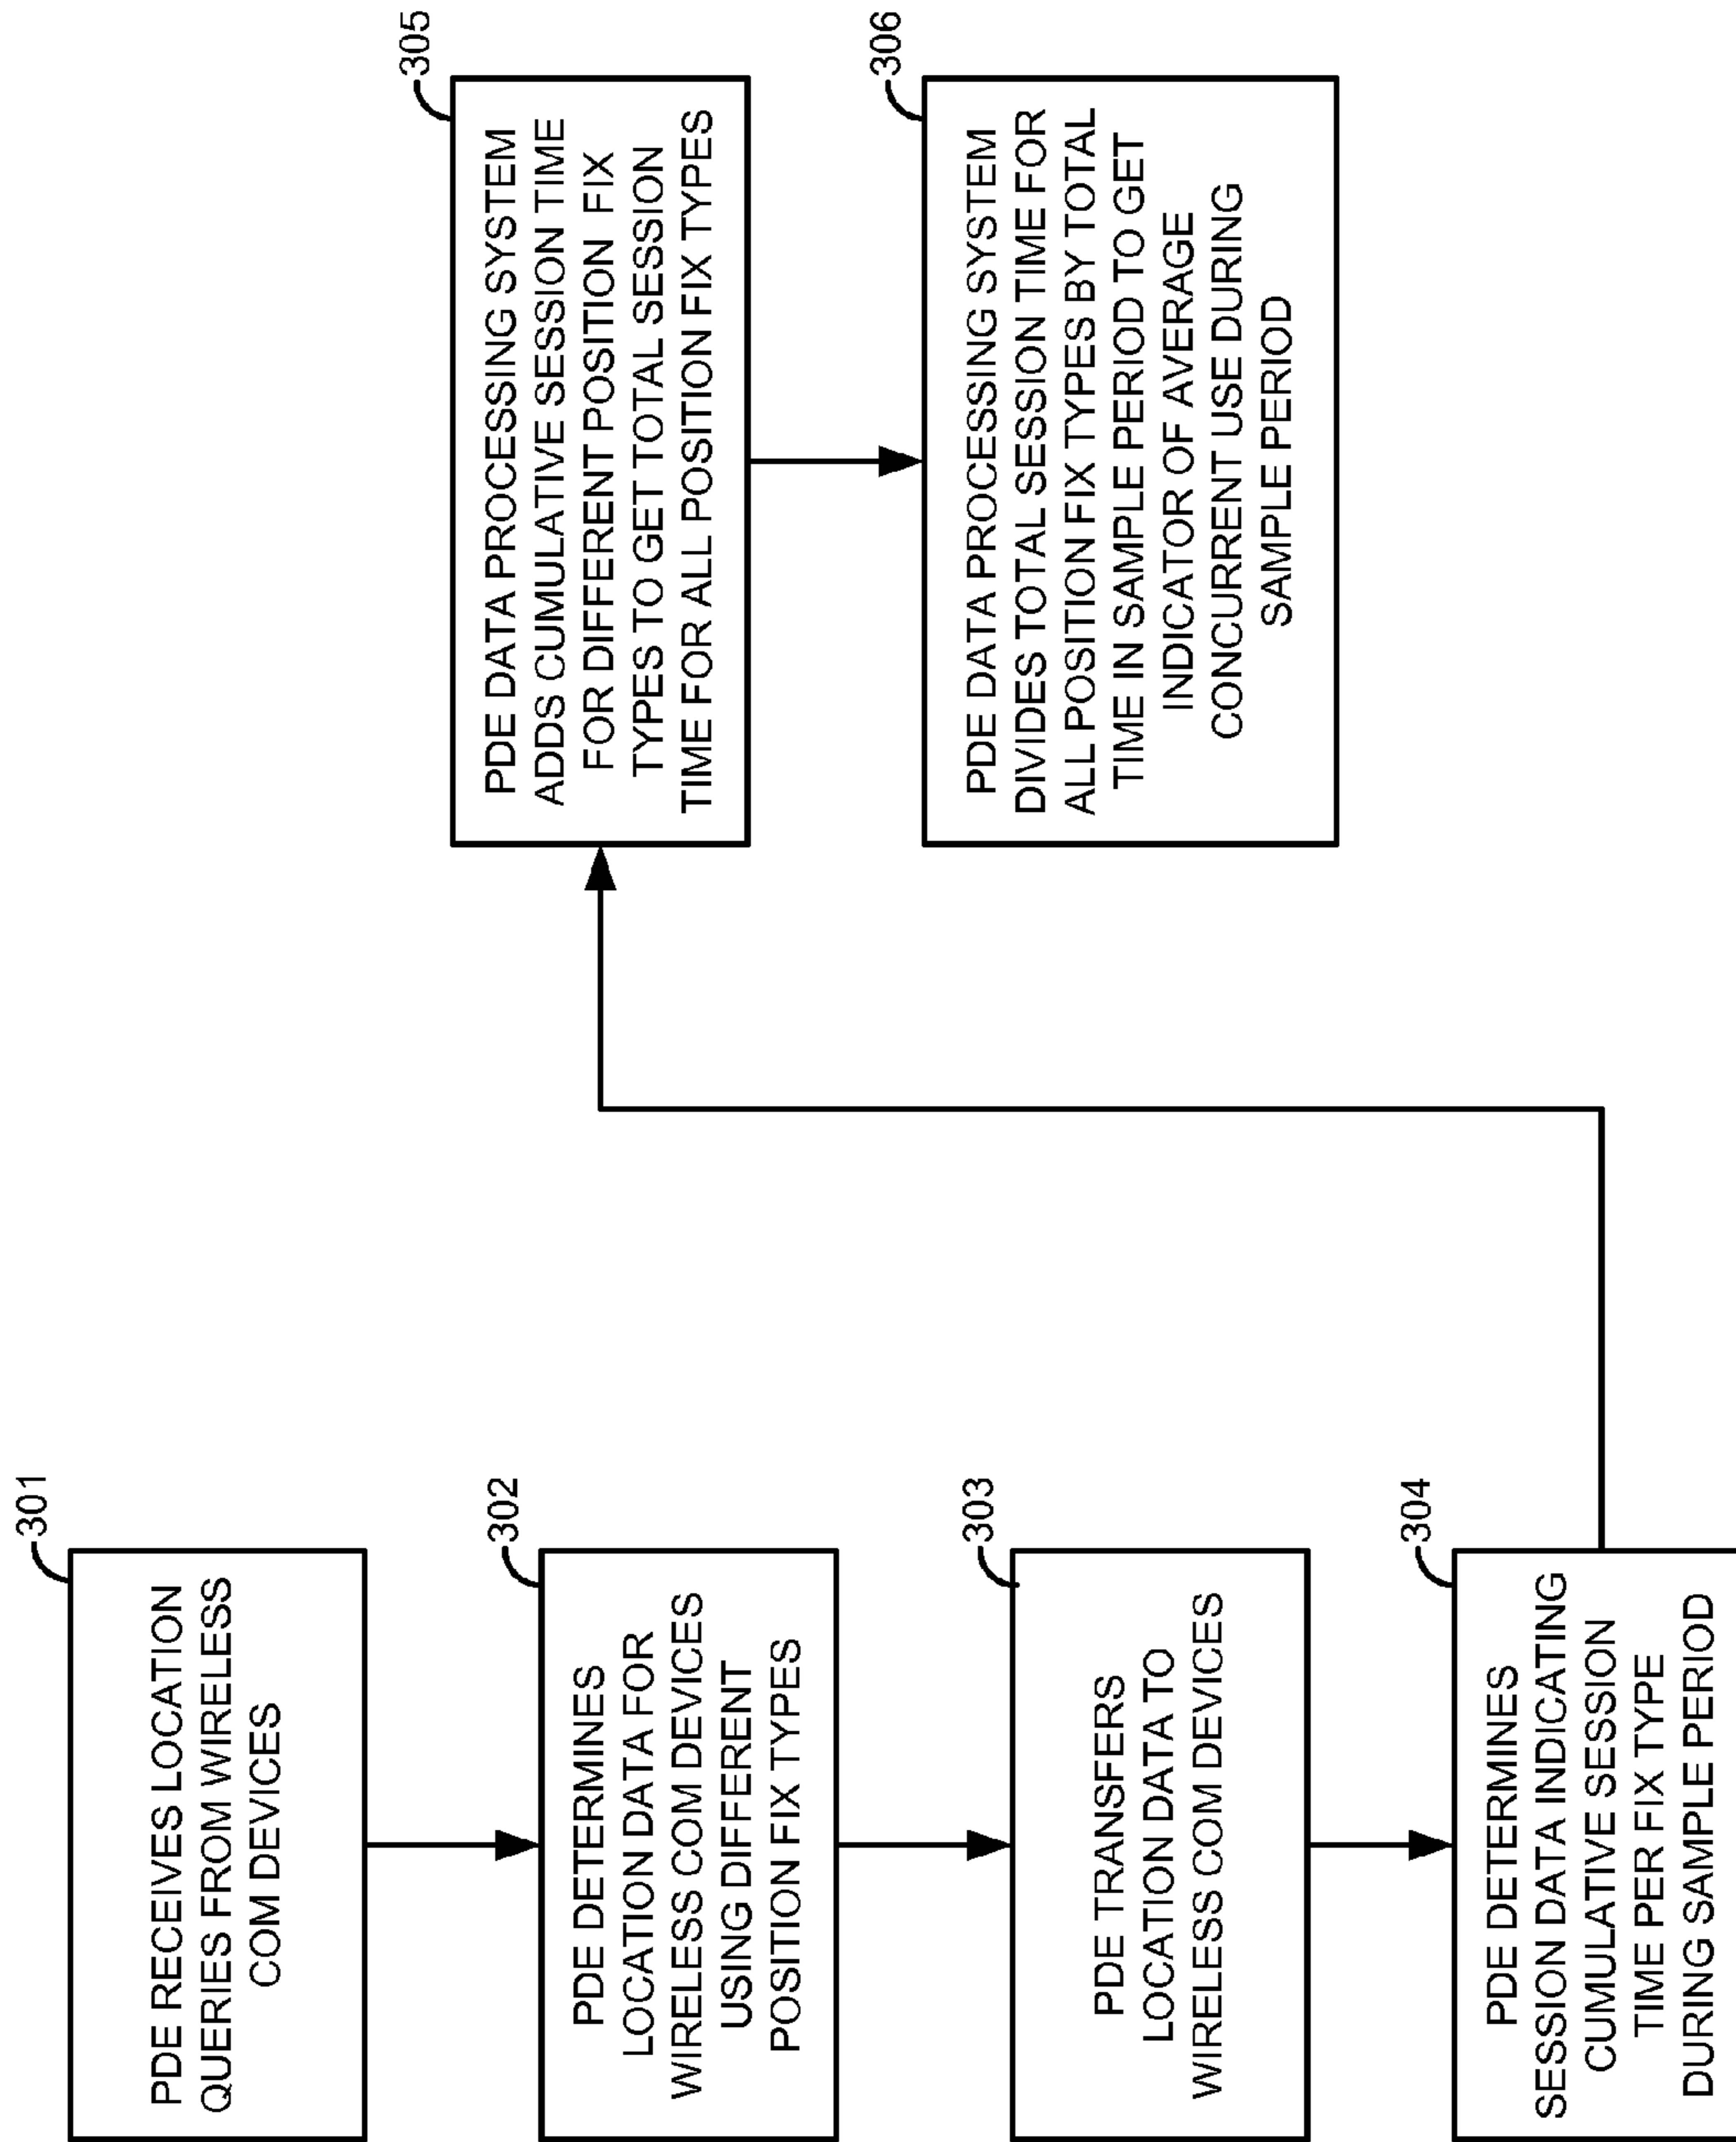 301
PDE RECEIVES LOCATION
QUERIES FROM WIRELESS
COM DEVICES
302
PDE DETERMINES
LOCATION DATA FOR
WIRELESS COM DEVICES
USING DIFFERENT
POSITION FIX TYPES
303
PDE TRANSFERS
LOCATION DATA TO
WIRELESS COM DEVICES
304
PDE DETERMINES
SESSION DATA INDICATING
CUMULATIVE SESSION
TIME PER FIX TYPE
DURING SAMPLE PERIOD
305
PDE DATA PROCESSING SYSTEM
ADDS CUMULATIVE SESSION TIME
FOR DIFFERENT POSITION FIX
TYPES TO GET TOTAL SESSION
TIME FOR ALL POSITION FIX TYPES
306
PDE DATA PROCESSING SYSTEM
DIVIDES TOTAL SESSION TIME FOR
ALL POSITION FIX TYPES BY TOTAL
TIME IN SAMPLE PERIOD TO GET
INDICATOR OF AVERAGE
CONCURRENT USE DURING
SAMPLE PERIOD